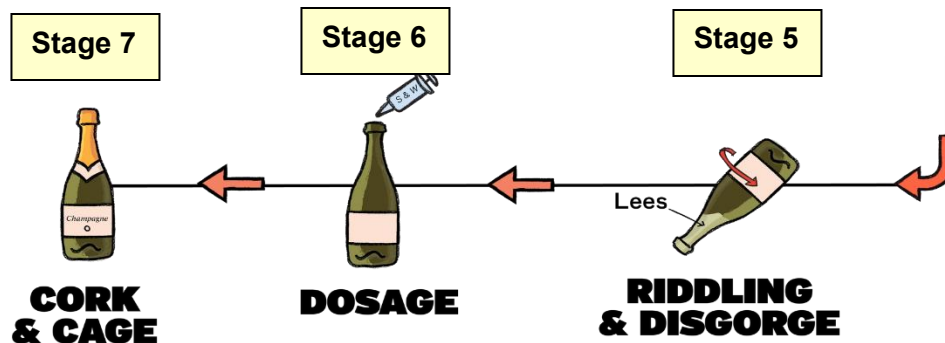 Stage 7
Stage 6
Stage 5
S & W
Lees
Champagne
CORK
& CAGE
DOSAGE
RIDDLING
& DISGORGE